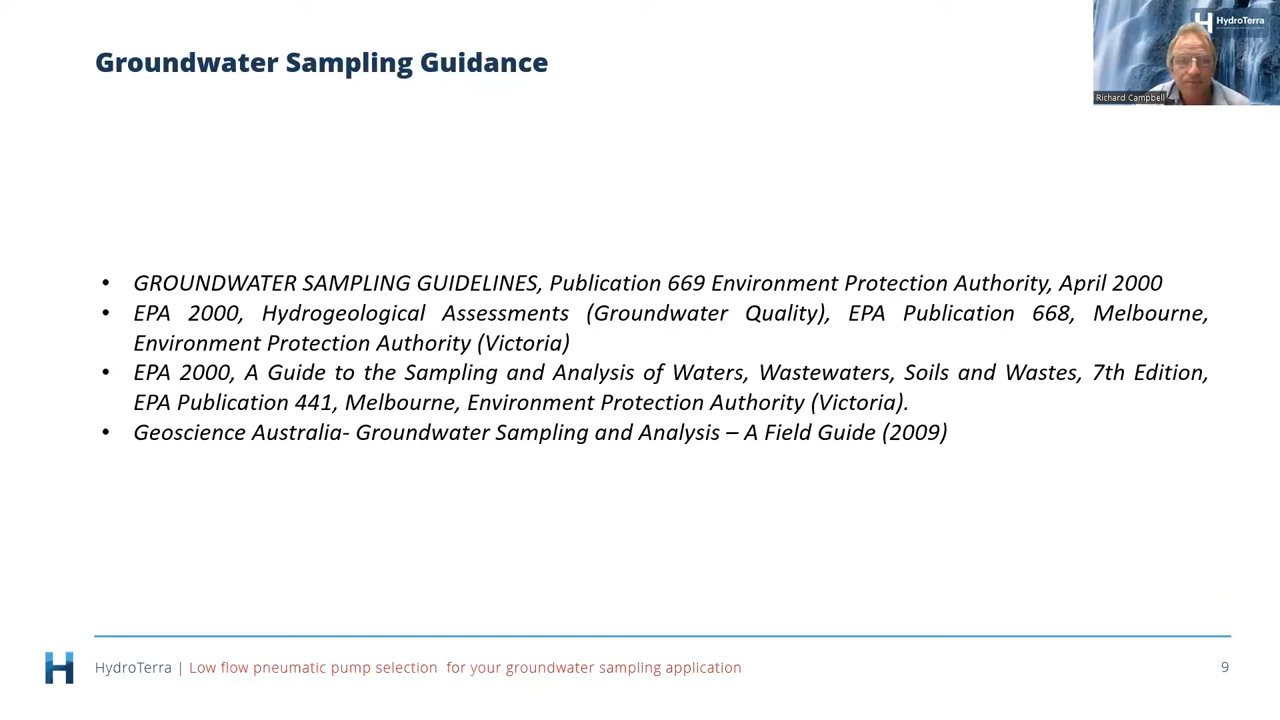 Groundwater Sampling Guidance
HydroTerra
Richard Campbell
• GROUNDWATER SAMPLING GUIDELINES, Publication 669 Environment Protection Authority, April 2000
• EPA 2000, Hydrogeological Assessments (Groundwater Quality), EPA Publication 668, Melbourne,
Environment Protection Authority (Victoria)
• EPA 2000, A Guide to the Sampling and Analysis of Waters, Wastewaters, Soils and Wastes, 7th Edition,
EPA Publication 441, Melbourne, Environment Protection Authority (Victoria).
• Geoscience Australia- Groundwater Sampling and Analysis – A Field Guide (2009)
HydroTerra | Low flow pneumatic pump selection for your groundwater sampling application
9